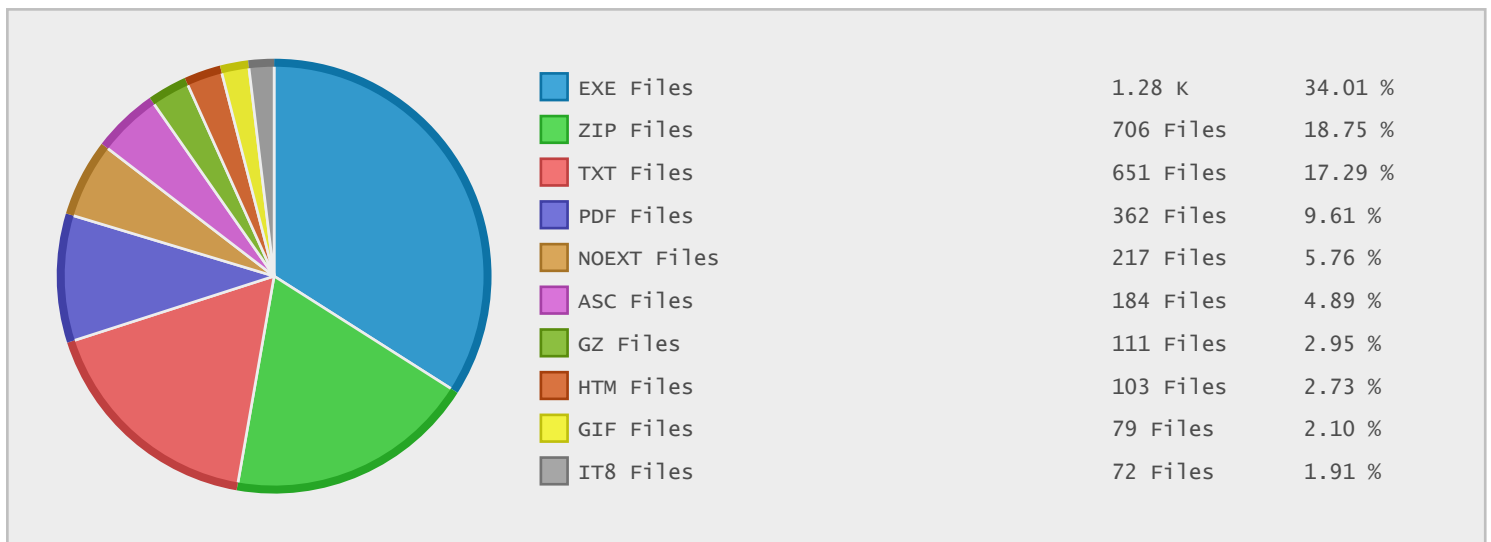 EXE Files 1.28 K 34.01 %
ZIP Files 706 Files 18.75 %
TXT Files 651 Files 17.29 %
PDF Files 362 Files 9.61 %
NOEXT Files 217 Files 5.76 %
ASC Files 184 Files 4.89 %
GZ Files 111 Files 2.95 %
HTM Files 103 Files 2.73 %
GIF Files 79 Files 2.10 %
IT8 Files 72 Files 1.91 %